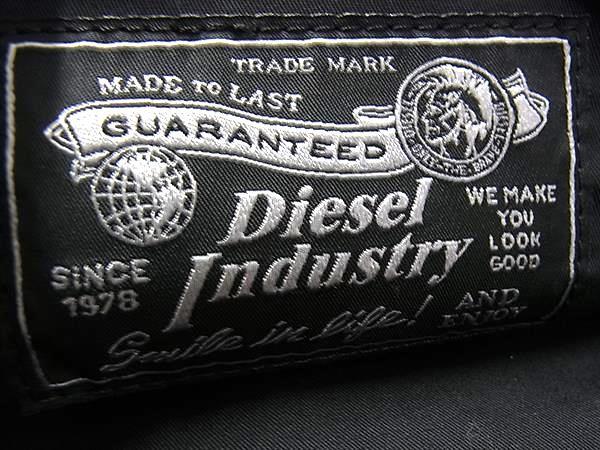 TRADE MARK
MADE TO LAST
GUARANTEED
Diesel
Industry
WE MAKE
YOU
LOOK
GOOD
SINCE
1978
Smile in life!
AND
ENJOY